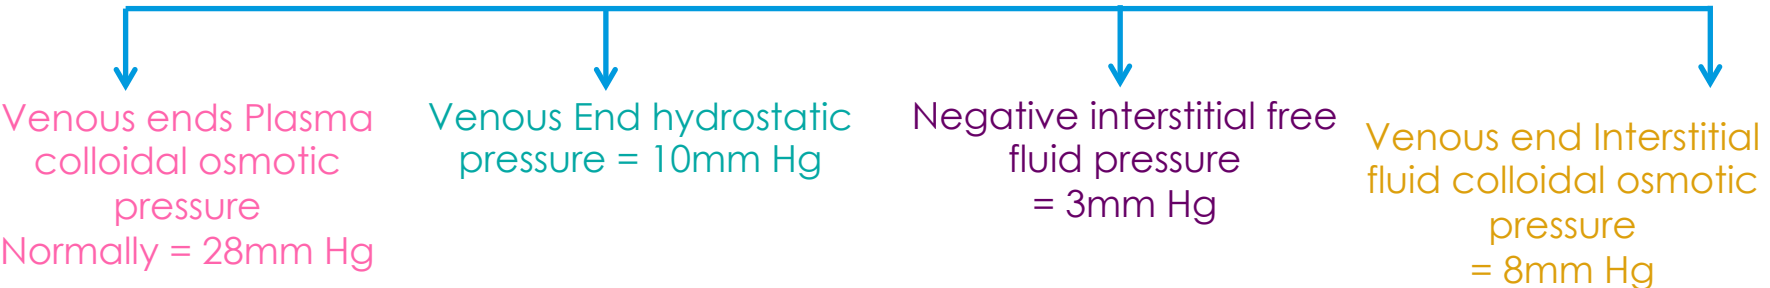 Venous ends Plasma
colloidal osmotic
pressure
Normally = 28mm Hg
Venous End hydrostatic
pressure = 10mm Hg
Negative interstitial free
fluid pressure
= 3mm Hg
Venous end Interstitial
fluid colloidal osmotic
pressure
= 8mm Hg